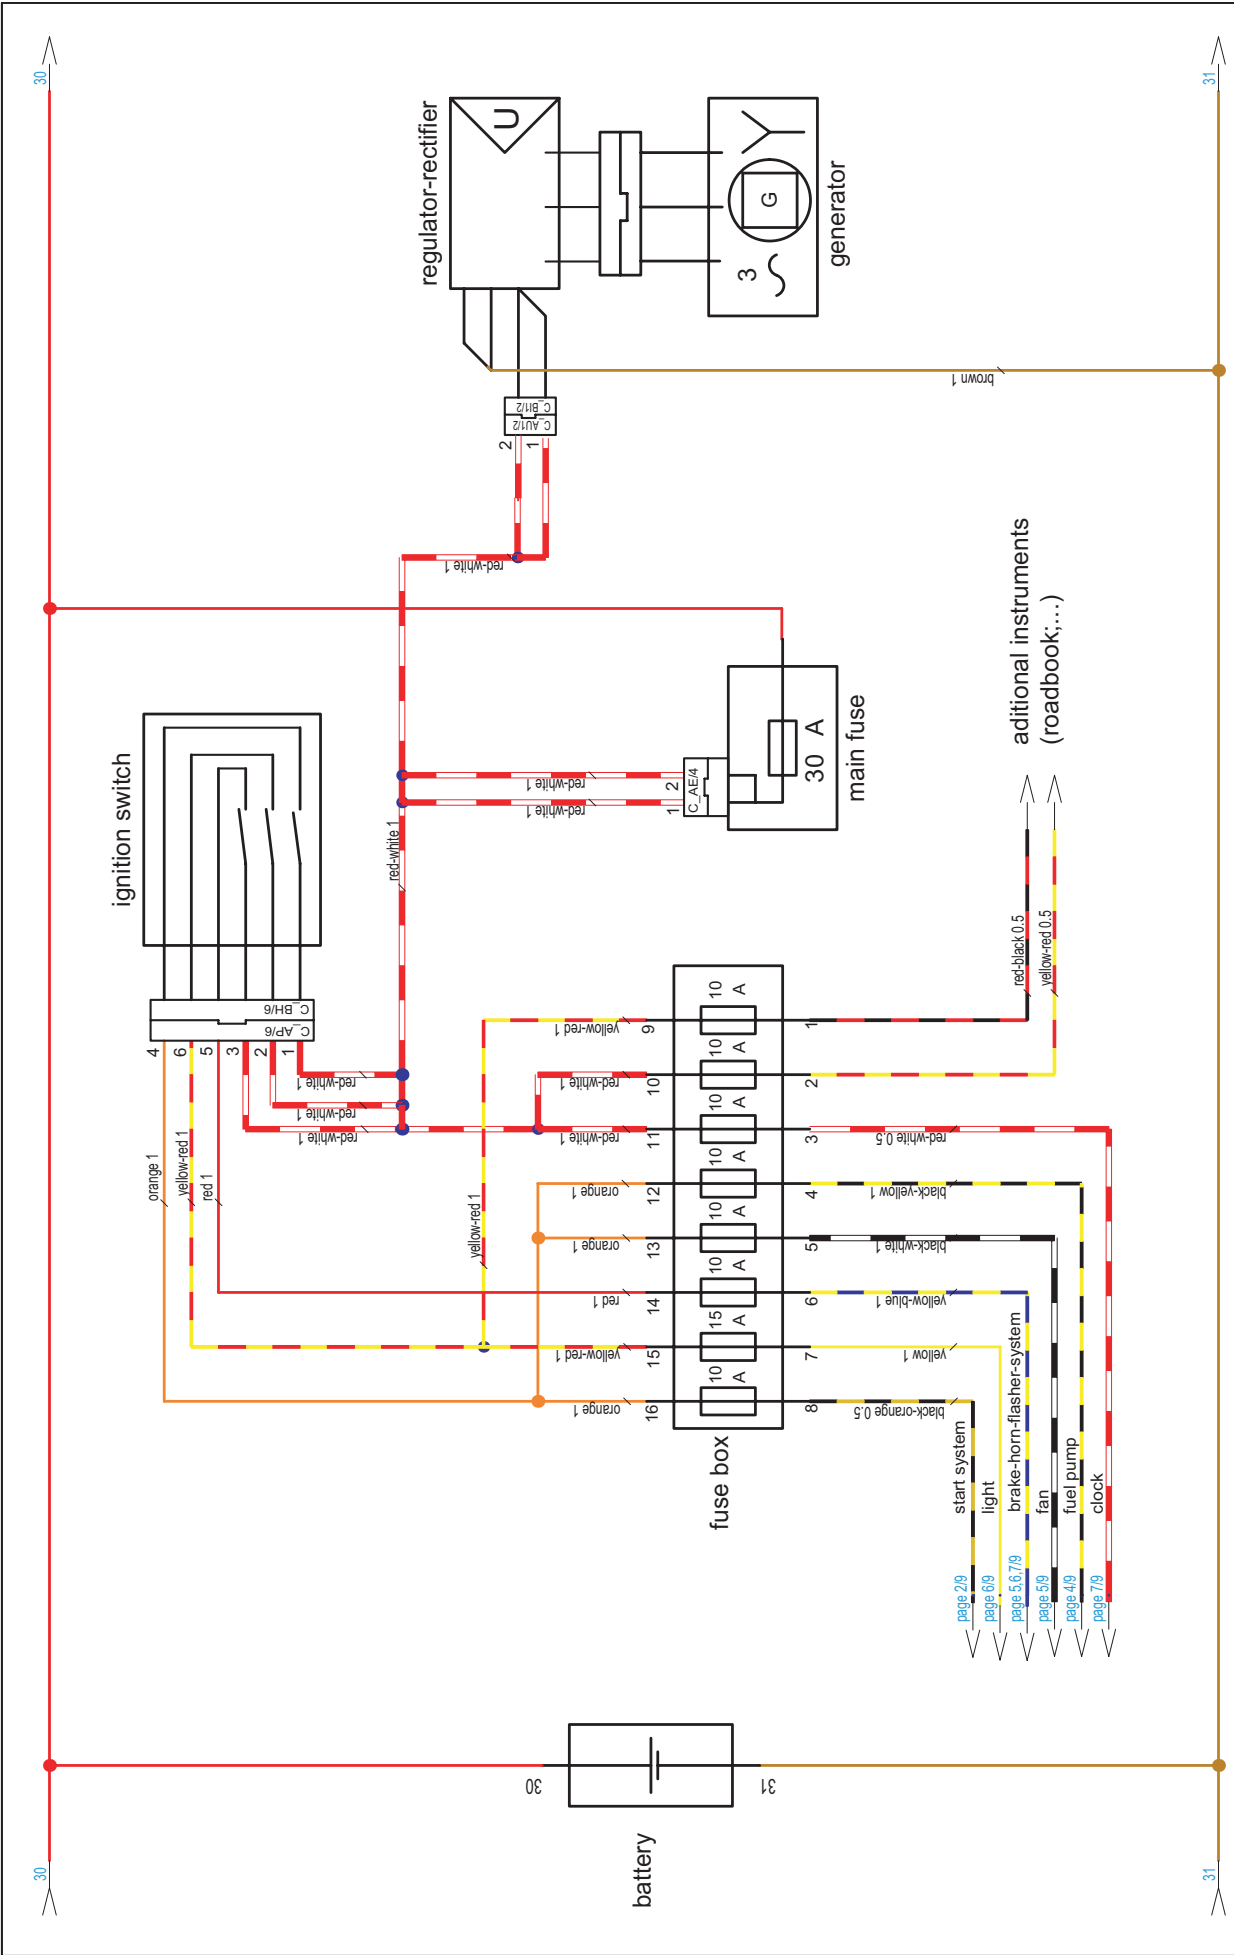 30
30
31
31
battery
30
31
ignition switch
C_BH/6
C_AP/6
4
6
5
3
2
1
orange 1
yellow-red 1
red 1
red-white 1
red-white 1
red-white 1
red-white 1
red-white 1
regulator-rectifier
U
C_BI1/2
C_AU1/2
2
1
generator
G
3
brown 1
main fuse
30 A
C_AE/4
1
2
red-white 1
red-white 1
fuse box
16
15
14
13
12
11
10
9
orange 1
yellow-red 1
red 1
orange 1
orange 1
red-white 1
red-white 1
yellow-red 1
yellow-red 1
10 A
15 A
10 A
10 A
10 A
10 A
10 A
10 A
8
7
6
5
4
3
2
1
black-orange 0.5
yellow 1
yellow-blue 1
black-white 1
black-yellow 1
red-white 0.5
yellow-red 0.5
red-black 0.5
aditional instruments
(roadbook;...)
page 2/9 start system
page 6/9 light
page 5,6,7/9 brake-horn-flasher-system
page 5/9 fan
page 4/9 fuel pump
page 7/9 clock